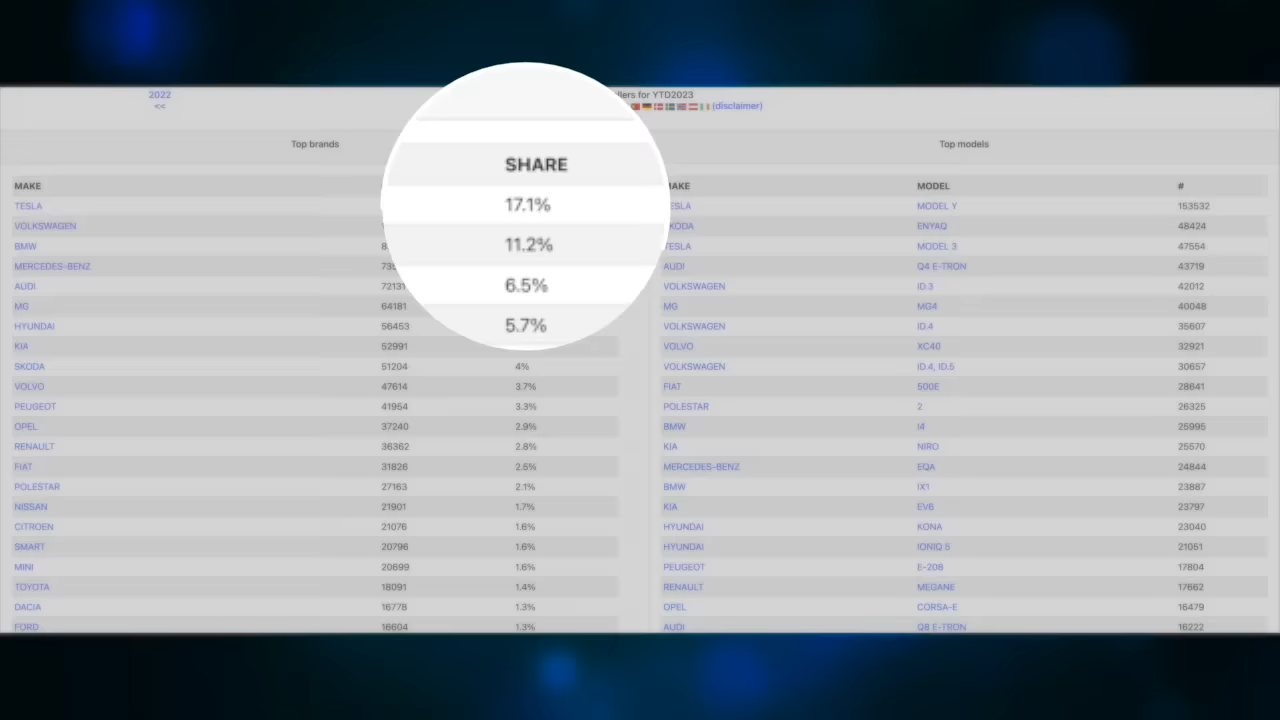 2022
<<
llers for YTD2023
(disclaimer)
SHARE
17.1%
11.2%
6.5%
5.7%
Top brands
MAKE
TESLA
VOLKSWAGEN
BMW
MERCEDES-BENZ
AUDI 72131
MG 64181
HYUNDAI 56453
KIA 52991
SKODA 51204 4%
VOLVO 47614 3.7%
PEUGEOT 41954 3.3%
OPEL 37240 2.9%
RENAULT 36362 2.8%
FIAT 31826 2.5%
POLESTAR 27163 2.1%
NISSAN 21901 1.7%
CITROEN 21076 1.6%
SMART 20796 1.6%
MINI 20699 1.6%
TOYOTA 18091 1.4%
DACIA 16778 1.3%
FORD 16604 1.3%
Top models
AKE MODEL #
ESLA MODEL Y 153532
KODA ENYAQ 48424
TESLA MODEL 3 47554
AUDI Q4 E-TRON 43719
VOLKSWAGEN ID.3 42012
MG MG4 40048
VOLKSWAGEN ID.4 35607
VOLVO XC40 32921
VOLKSWAGEN ID.4, ID.5 30657
FIAT 500E 28641
POLESTAR 2 26325
BMW I4 25995
KIA NIRO 25570
MERCEDES-BENZ EQA 24844
BMW IX1 23887
KIA EV6 23797
HYUNDAI KONA 23040
HYUNDAI IONIQ 5 21051
PEUGEOT E-208 17804
RENAULT MEGANE 17662
OPEL CORSA-E 16479
AUDI Q8 E-TRON 16222